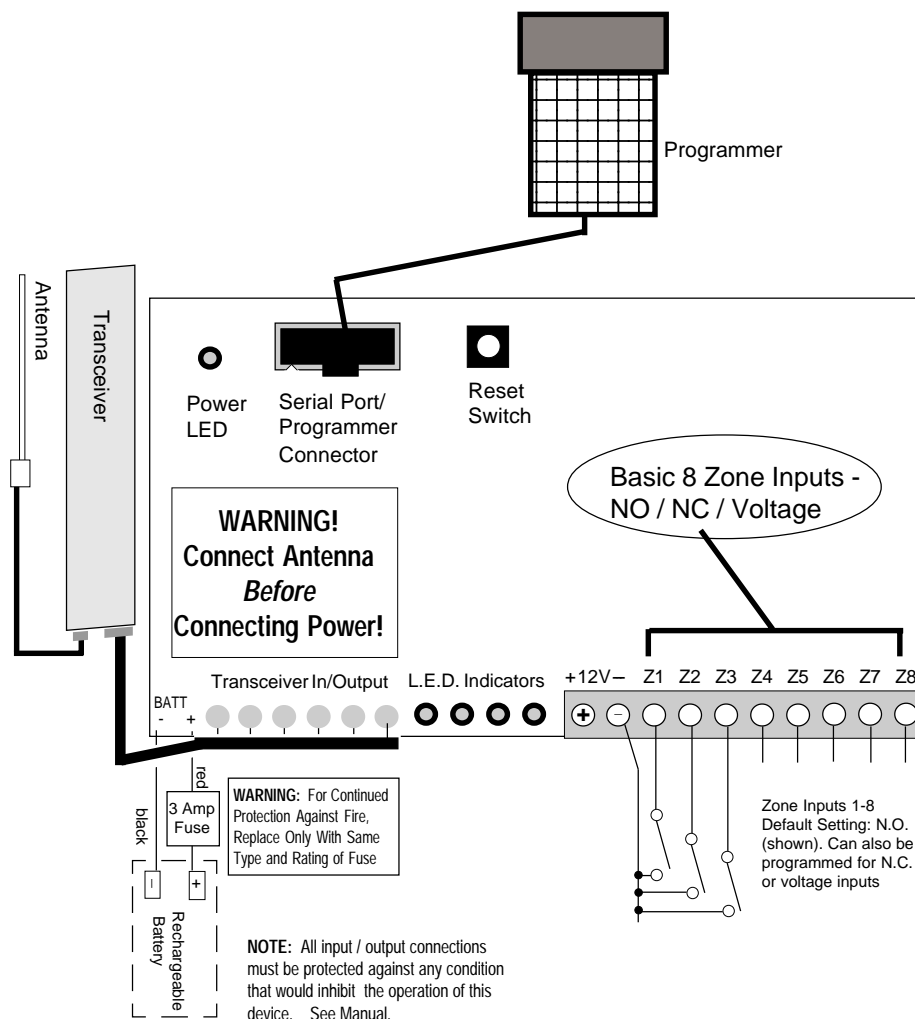 Programmer
Antenna
Transceiver
Power
LED
Serial Port/
Programmer
Connector
Reset
Switch
Basic 8 Zone Inputs -
NO / NC / Voltage
WARNING!
Connect Antenna
Before
Connecting Power!
Transceiver In/Output
L.E.D. Indicators
+12V–
Z1 Z2 Z3 Z4 Z5 Z6 Z7 Z8
BATT
- +
+ –
black
red
3 Amp
Fuse
WARNING: For Continued
Protection Against Fire,
Replace Only With Same
Type and Rating of Fuse
Zone Inputs 1-8
Default Setting: N.O.
(shown). Can also be
programmed for N.C.
or voltage inputs
– +
Rechargeable
Battery
NOTE: All input / output connections
must be protected against any condition
that would inhibit the operation of this
device. See Manual.